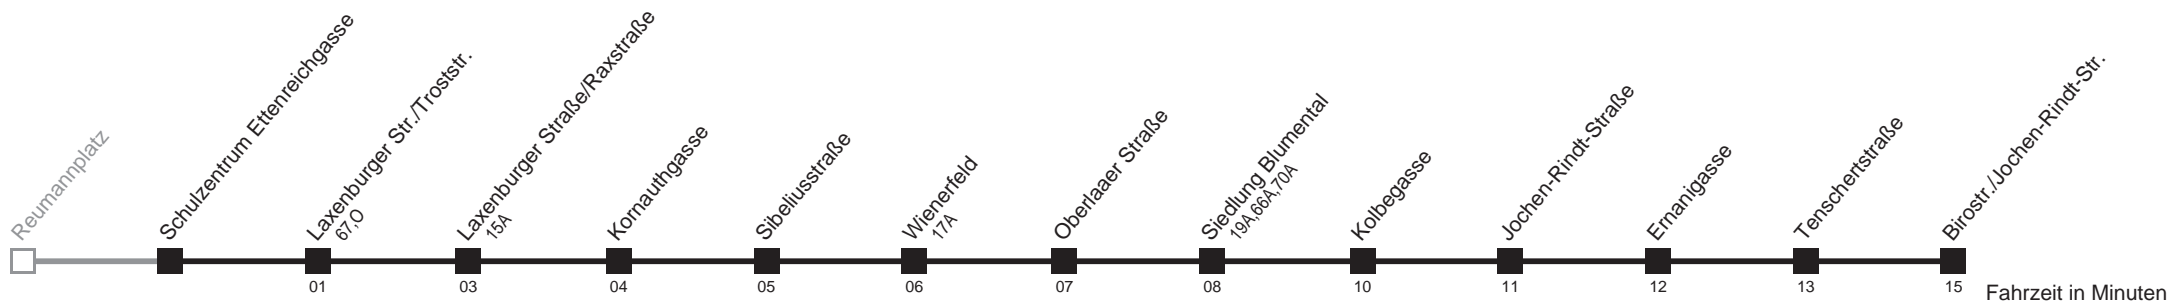 Reumannplatz
Schulzentrum Ettenreichgasse
Laxenburger Str./Troststr.
67,O
Laxenburger Straße/Raxstraße
15A
Kornauthgasse
Sibeliusstraße
Wienerfeld
17A
Oberlaaer Straße
Siedlung Blumental
19A,66A,70A
Kolbegasse
Jochen-Rindt-Straße
Ernanigasse
Tenschertstraße
Birostr./Jochen-Rindt-Str.
01 03 04 05 06 07 08 10 11 12 13 15 Fahrzeit in Minuten